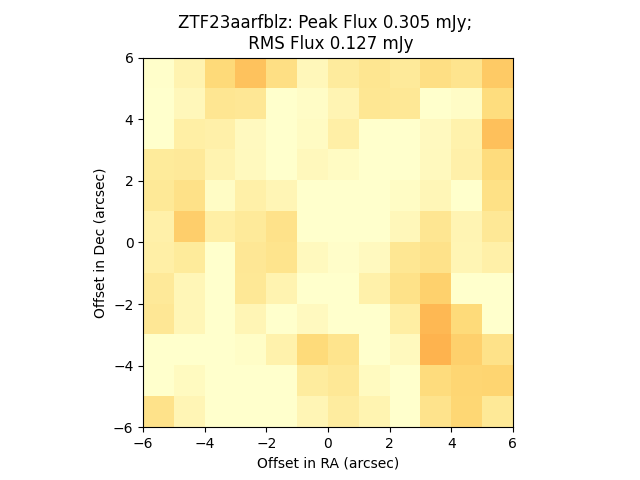 ZTF23aarfblz: Peak Flux 0.305 mJy;
RMS Flux 0.127 mJy
6
4
2
0
−2
−4
−6
Offset in Dec (arcsec)
−6 −4 −2 0 2 4 6
Offset in RA (arcsec)